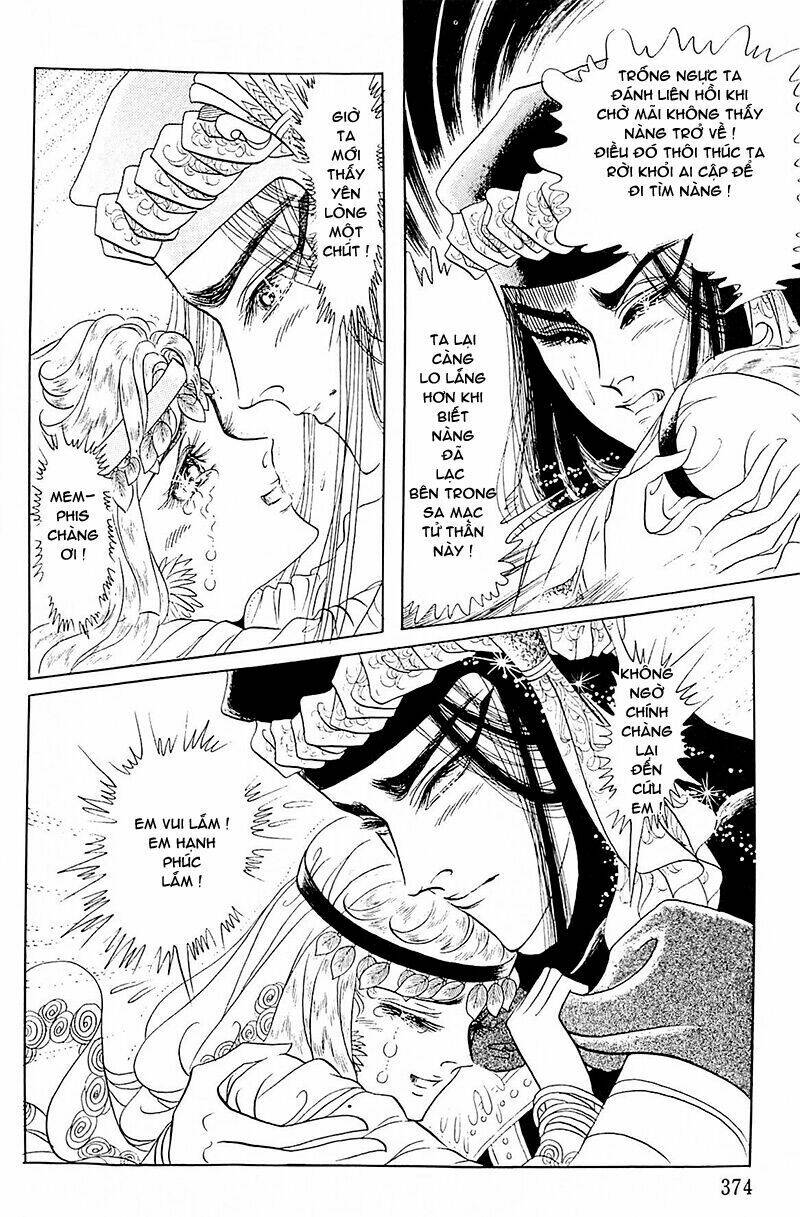 TRỐNG NGỰC TA
ĐÁNH LIÊN HỒI KHI
CHỜ MÃI KHÔNG THẤY
NÀNG TRỞ VỀ !
ĐIỀU ĐÓ THÔI THÚC TA
RỜI KHỎI AI CẬP ĐỂ
ĐI TÌM NÀNG !
TA LẠI
CÀNG
LO LẮNG
HƠN KHI
BIẾT
NÀNG
ĐÃ
LẠC
BÊN TRONG
SA MẠC
TỬ THẦN
NÀY !
GIỜ
TA
MỚI
THẤY
YÊN
LÒNG
MỘT
CHÚT !
MEM-
PHIS
CHÀNG
ƠI !
KHÔNG
NGỜ
CHÍNH
CHÀNG
LẠI
ĐẾN
CỨU
EM !
EM VUI LẮM !
EM HẠNH
PHÚC
LẮM !
374